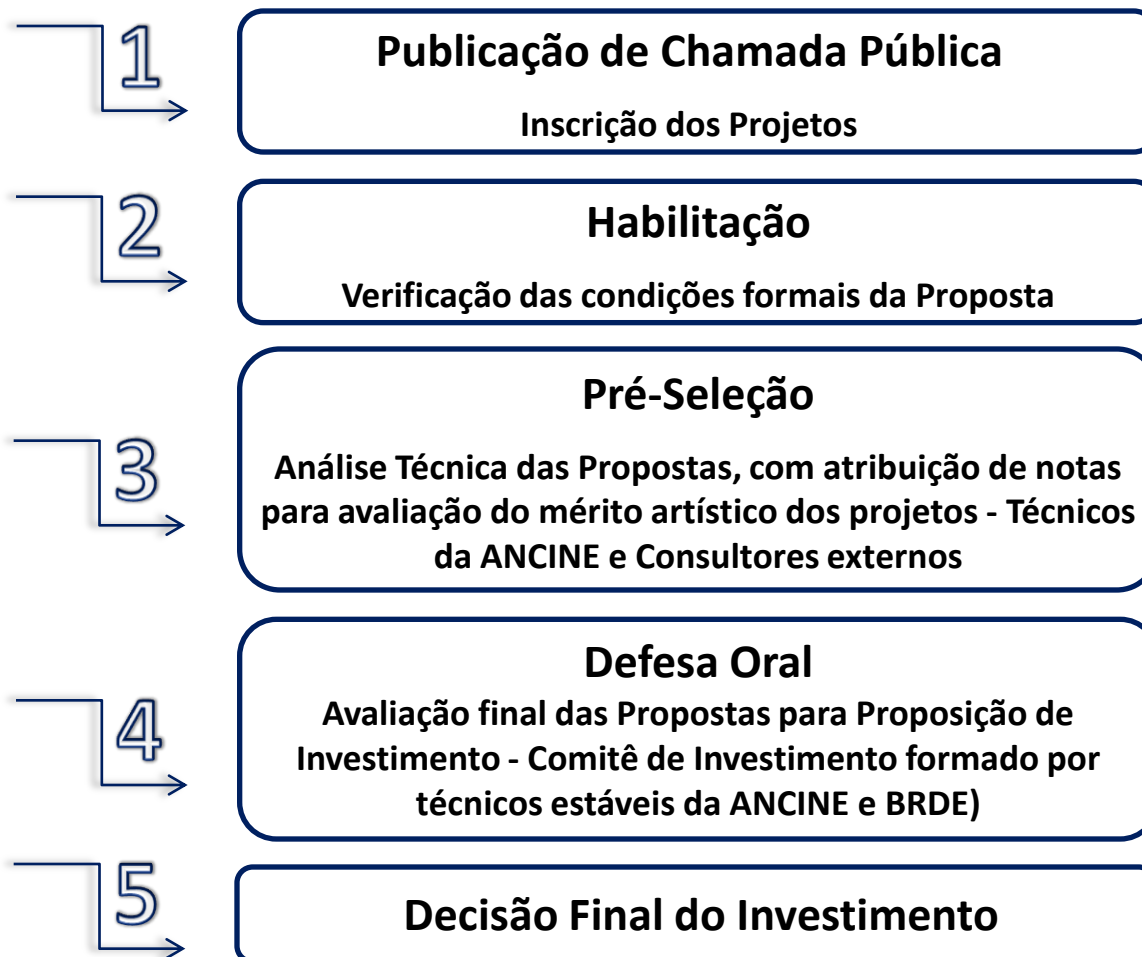 1
Publicação de Chamada Pública
Inscrição dos Projetos
2
Habilitação
Verificação das condições formais da Proposta
3
Pré-Seleção
Análise Técnica das Propostas, com atribuição de notas
para avaliação do mérito artístico dos projetos - Técnicos
da ANCINE e Consultores externos
4
Defesa Oral
Avaliação final das Propostas para Proposição de
Investimento - Comitê de Investimento formado por
técnicos estáveis da ANCINE e BRDE)
5
Decisão Final do Investimento